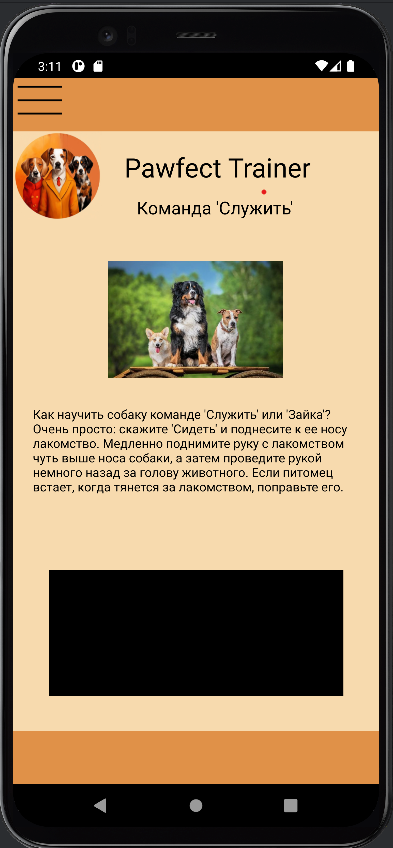 3:11
Pawfect Trainer
Команда 'Служить'
Как научить собаку команде 'Служить' или 'Зайка'?
Очень просто: скажите 'Сидеть' и поднесите к ее носу
лакомство. Медленно поднимите руку с лакомством
чуть выше носа собаки, а затем проведите рукой
немного назад за голову животного. Если питомец
встает, когда тянется за лакомством, поправьте его.